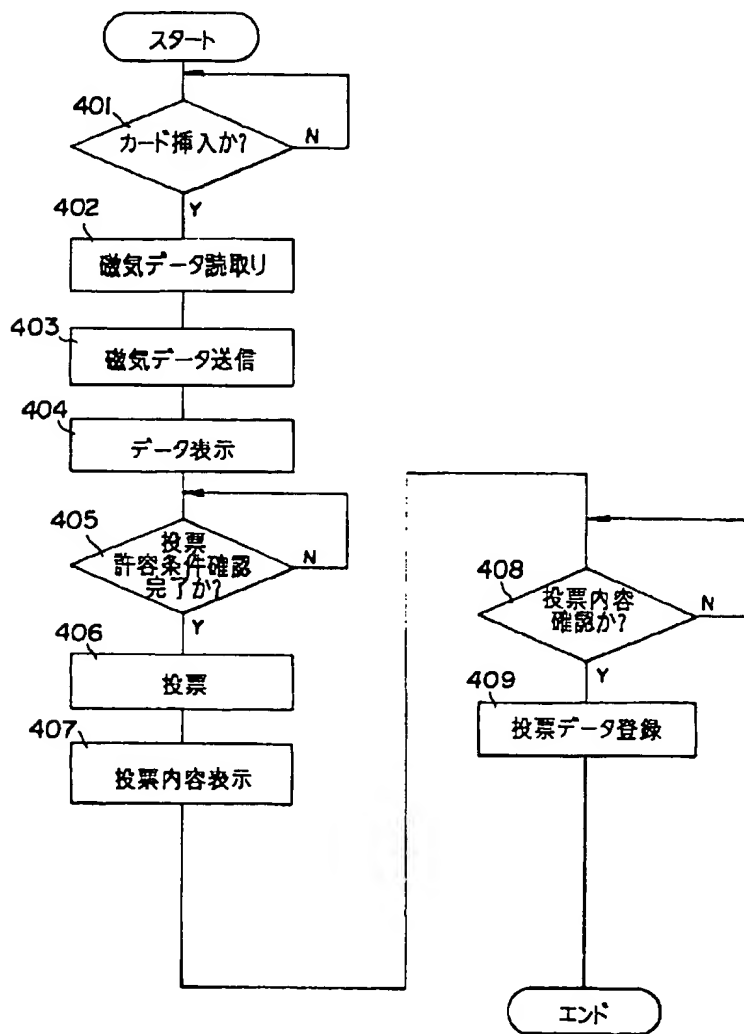 スタート
401
カード挿入か?
N
Y
402
磁気データ読取り
403
磁気データ送信
404
データ表示
405
投票
許容条件確認
完了か?
N
Y
406
投票
407
投票内容表示
408
投票内容
確認か?
N
Y
409
投票データ登録
エンド